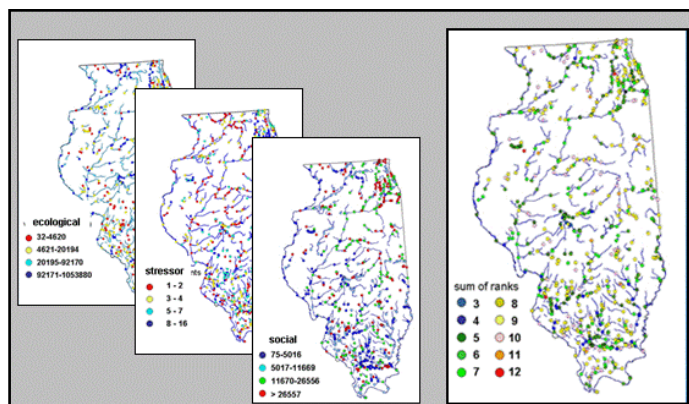 ecological
32-4620
4621-20194
20195-92170
92171-1053880
stressor
1 - 2
3 - 4
5 - 7
8 - 16
social
75-5016
5017-11669
11670-26556
> 26557
sum of ranks
3 8
4 9
5 10
6 11
7 12